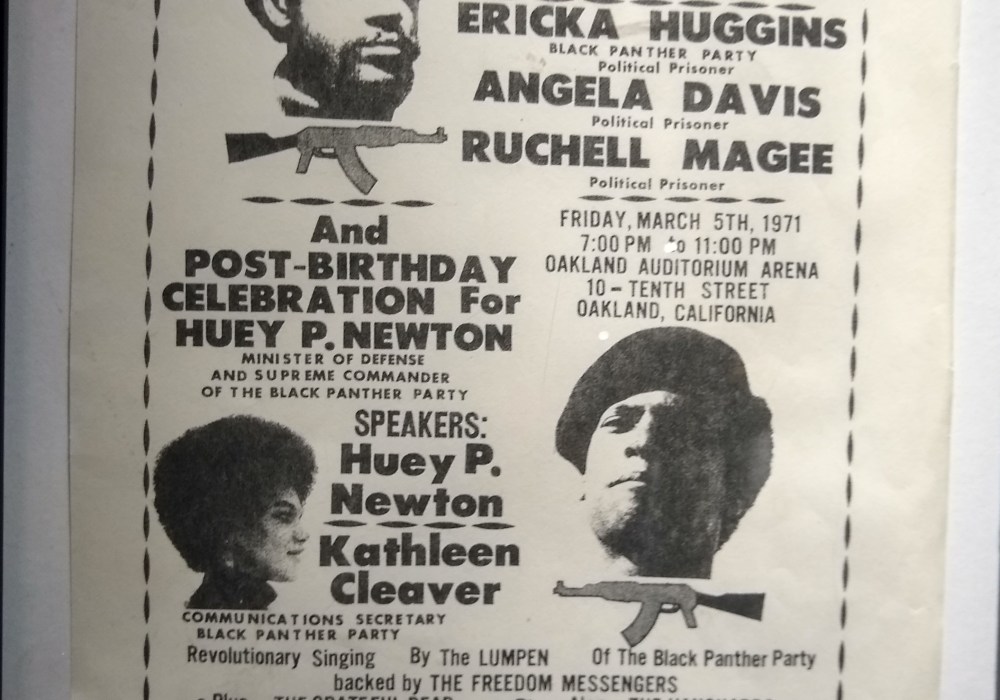 ERICKA HUGGINS
BLACK PANTHER PARTY
Political Prisoner
ANGELA DAVIS
Political Prisoner
RUCHELL MAGEE
Political Prisoner
And
POST-BIRTHDAY
CELEBRATION For
HUEY P. NEWTON
MINISTER OF DEFENSE
AND SUPREME COMMANDER
OF THE BLACK PANTHER PARTY
FRIDAY, MARCH 5TH, 1971
7:00 PM to 11:00 PM
OAKLAND AUDITORIUM ARENA
10 - TENTH STREET
OAKLAND, CALIFORNIA
SPEAKERS:
Huey P.
Newton
Kathleen
Cleaver
COMMUNICATIONS SECRETARY
BLACK PANTHER PARTY
Revolutionary Singing By The LUMPEN Of The Black Panther Party
backed by THE FREEDOM MESSENGERS
Plus THE GRATEFUL DEAD